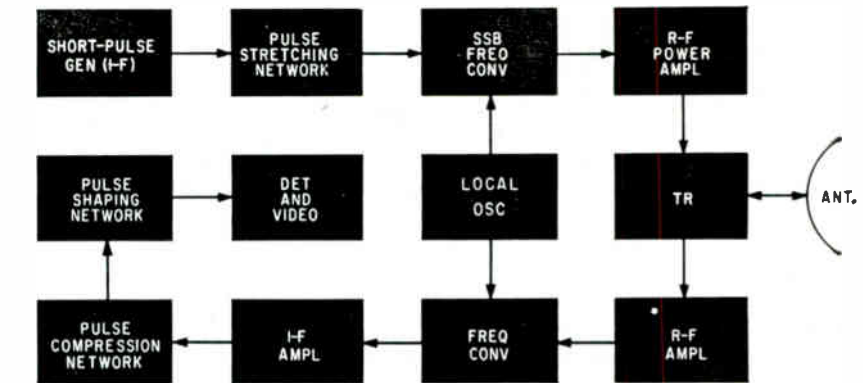 SHORT-PULSE
GEN (I-F)
PULSE
STRETCHING
NETWORK
SSB
FREQ
CONV
R-F
POWER
AMPL
PULSE
SHAPING
NETWORK
DET
AND
VIDEO
LOCAL
OSC
TR
ANT.
PULSE
COMPRESSION
NETWORK
I-F
AMPL
FREQ
CONV
R-F
AMPL